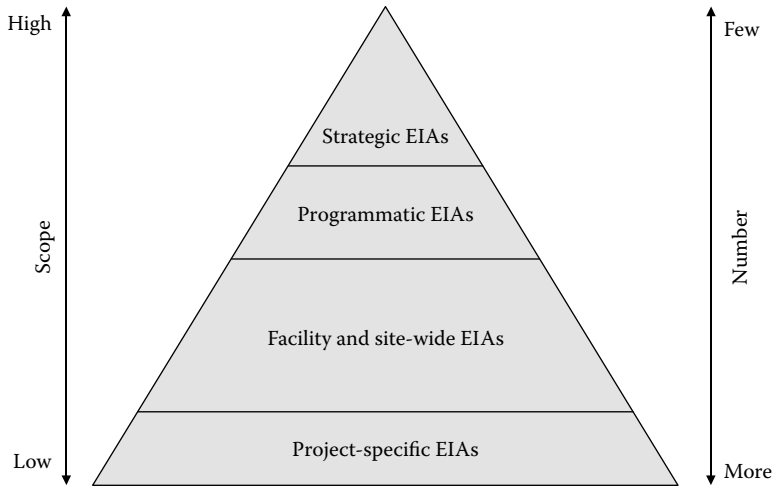 High
Few
Strategic EIAs
Programmatic EIAs
Scope
Number
Facility and site-wide EIAs
Project-specific EIAs
Low
More